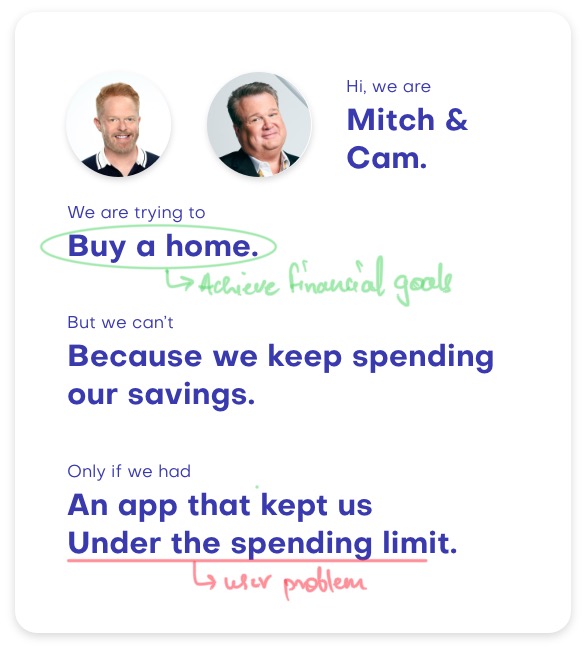 Hi, we are
Mitch &
Cam.
We are trying to
Buy a home.
Achieve financial goals
But we can't
Because we keep spending
our savings.
Only if we had
An app that kept us
Under the spending limit.
user problem